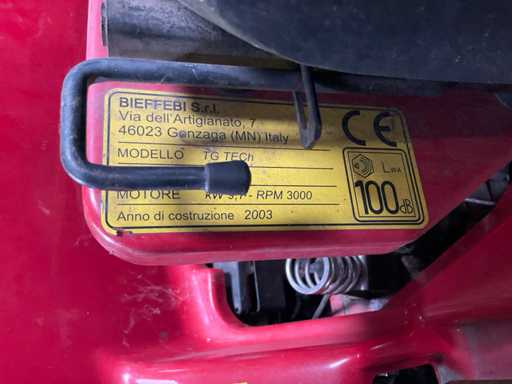 BIEFFEBI S.r.l.
Via dell'Artigianato, 7
46023 Gonzaga (MN) Italy
MODELLO TG TECh
MOTORE kW RPM 3000
Anno di costruzione 2003
CE
LWA
100dB